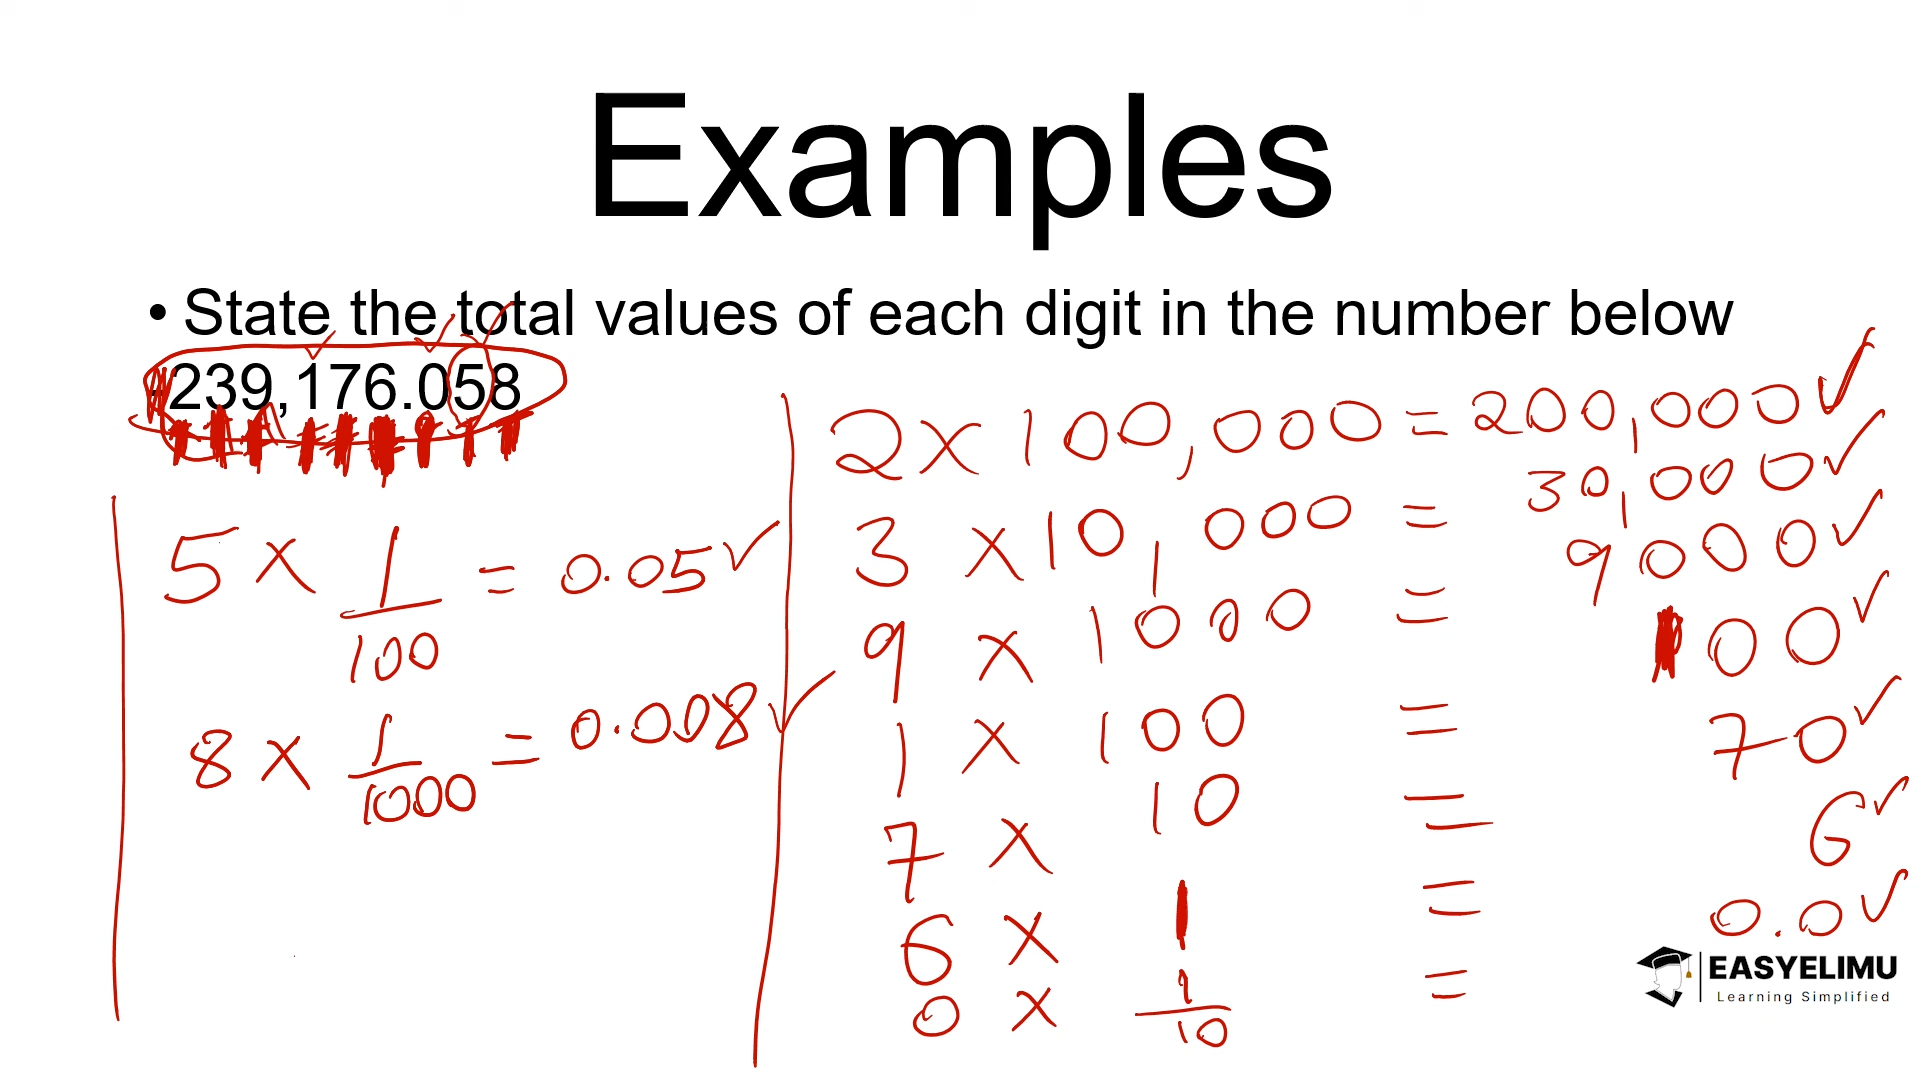 Examples
• State the total values of each digit in the number below
239,176.058
2 × 100,000 = 200,000
3 × 10,000 = 30,000
9 × 1000 = 9000
1 × 100 = 100
7 × 10 = 70
6 × 1 = 6
0 × 1/10 = 0.0
5 × 1/100 = 0.05
8 × 1/1000 = 0.008
EASYELIMU
Learning Simplified